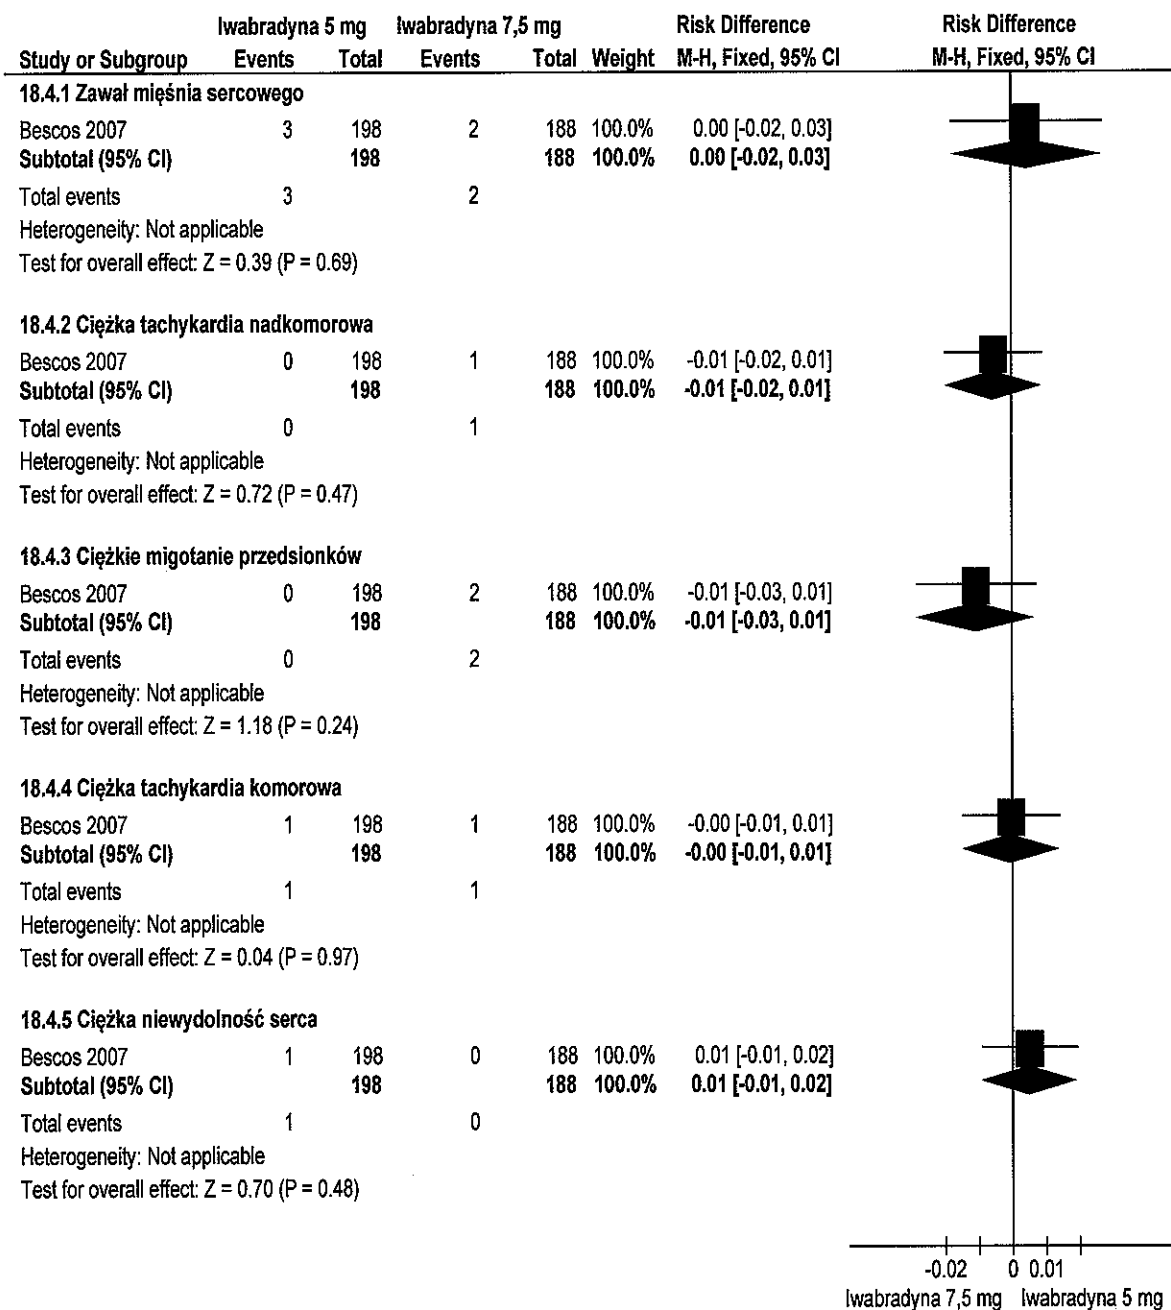 Iwabradyna 5 mg Iwabradyna 7,5 mg Risk Difference Risk Difference
Study or Subgroup Events Total Events Total Weight M-H, Fixed, 95% CI M-H, Fixed, 95% CI
18.4.1 Zawał mięśnia sercowego
Bescos 2007 3 198 2 188 100.0% 0.00 [-0.02, 0.03]
Subtotal (95% CI) 198 188 100.0% 0.00 [-0.02, 0.03]
Total events 3 2
Heterogeneity: Not applicable
Test for overall effect: Z = 0.39 (P = 0.69)
18.4.2 Ciężka tachykardia nadkomorowa
Bescos 2007 0 198 1 188 100.0% -0.01 [-0.02, 0.01]
Subtotal (95% CI) 198 188 100.0% -0.01 [-0.02, 0.01]
Total events 0 1
Heterogeneity: Not applicable
Test for overall effect: Z = 0.72 (P = 0.47)
18.4.3 Ciężkie migotanie przedsionków
Bescos 2007 0 198 2 188 100.0% -0.01 [-0.03, 0.01]
Subtotal (95% CI) 198 188 100.0% -0.01 [-0.03, 0.01]
Total events 0 2
Heterogeneity: Not applicable
Test for overall effect: Z = 1.18 (P = 0.24)
18.4.4 Ciężka tachykardia komorowa
Bescos 2007 1 198 1 188 100.0% -0.00 [-0.01, 0.01]
Subtotal (95% CI) 198 188 100.0% -0.00 [-0.01, 0.01]
Total events 1 1
Heterogeneity: Not applicable
Test for overall effect: Z = 0.04 (P = 0.97)
18.4.5 Ciężka niewydolność serca
Bescos 2007 1 198 0 188 100.0% 0.01 [-0.01, 0.02]
Subtotal (95% CI) 198 188 100.0% 0.01 [-0.01, 0.02]
Total events 1 0
Heterogeneity: Not applicable
Test for overall effect: Z = 0.70 (P = 0.48)
-0.02 0 0.01
Iwabradyna 7,5 mg Iwabradyna 5 mg